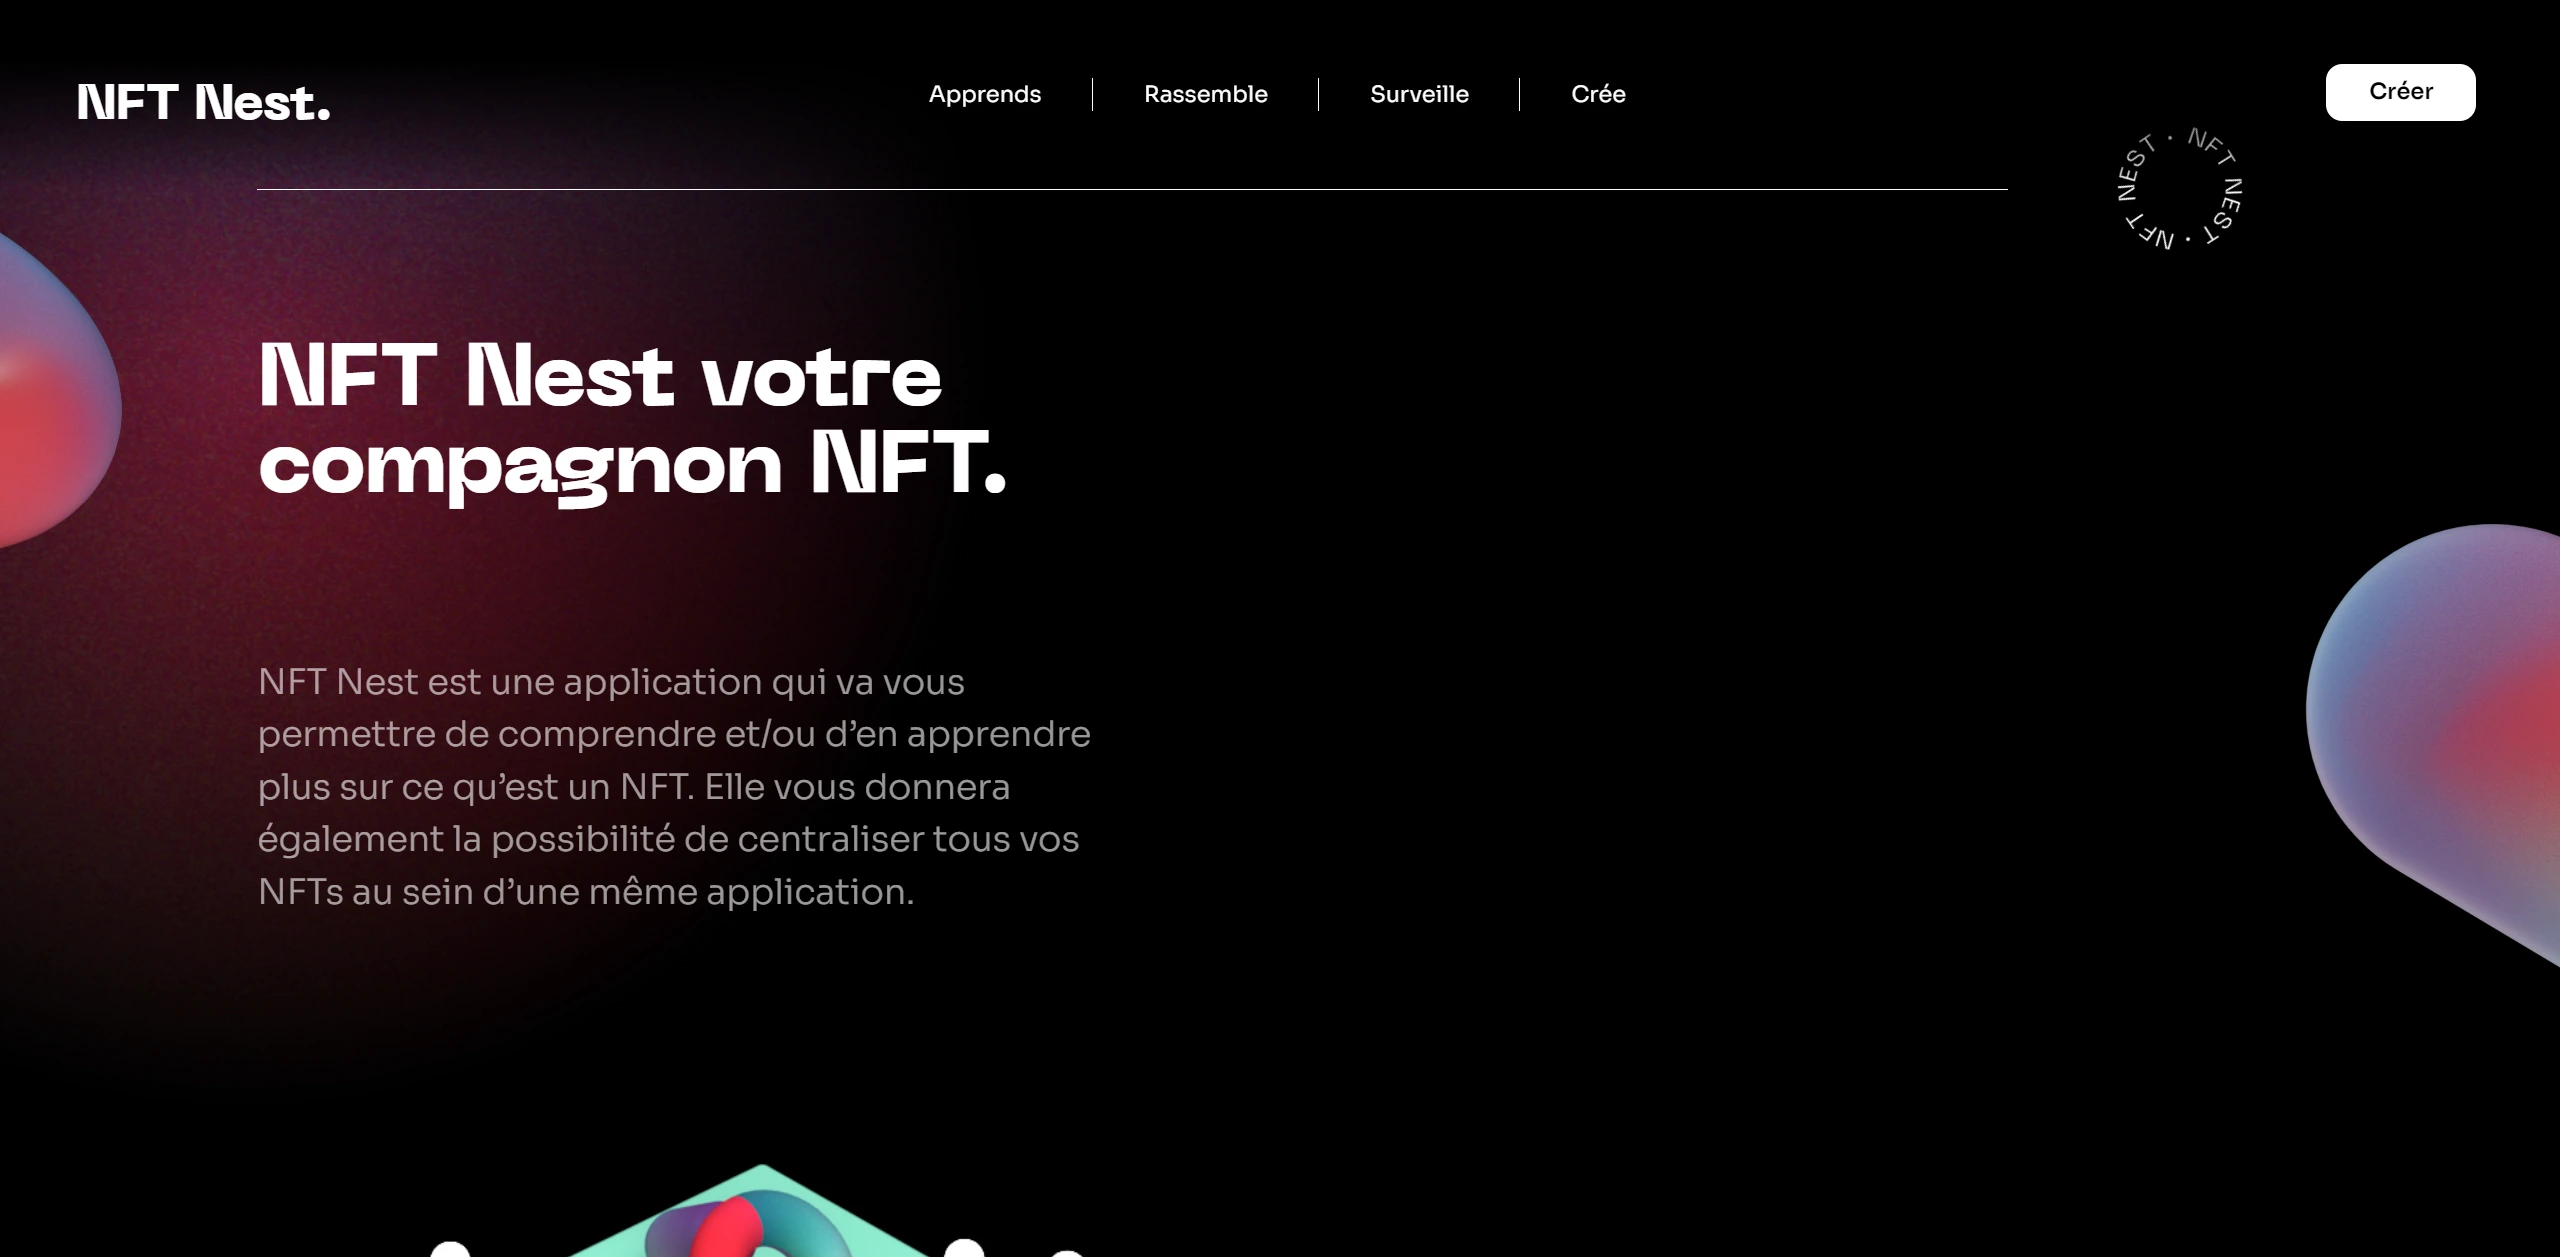 NFT Nest.
Apprends
Rassemble
Surveille
Crée
Créer
NFT NEST · NFT NEST ·
NFT Nest votre
compagnon NFT.
NFT Nest est une application qui va vous
permettre de comprendre et/ou d’en apprendre
plus sur ce qu’est un NFT. Elle vous donnera
également la possibilité de centraliser tous vos
NFTs au sein d’une même application.